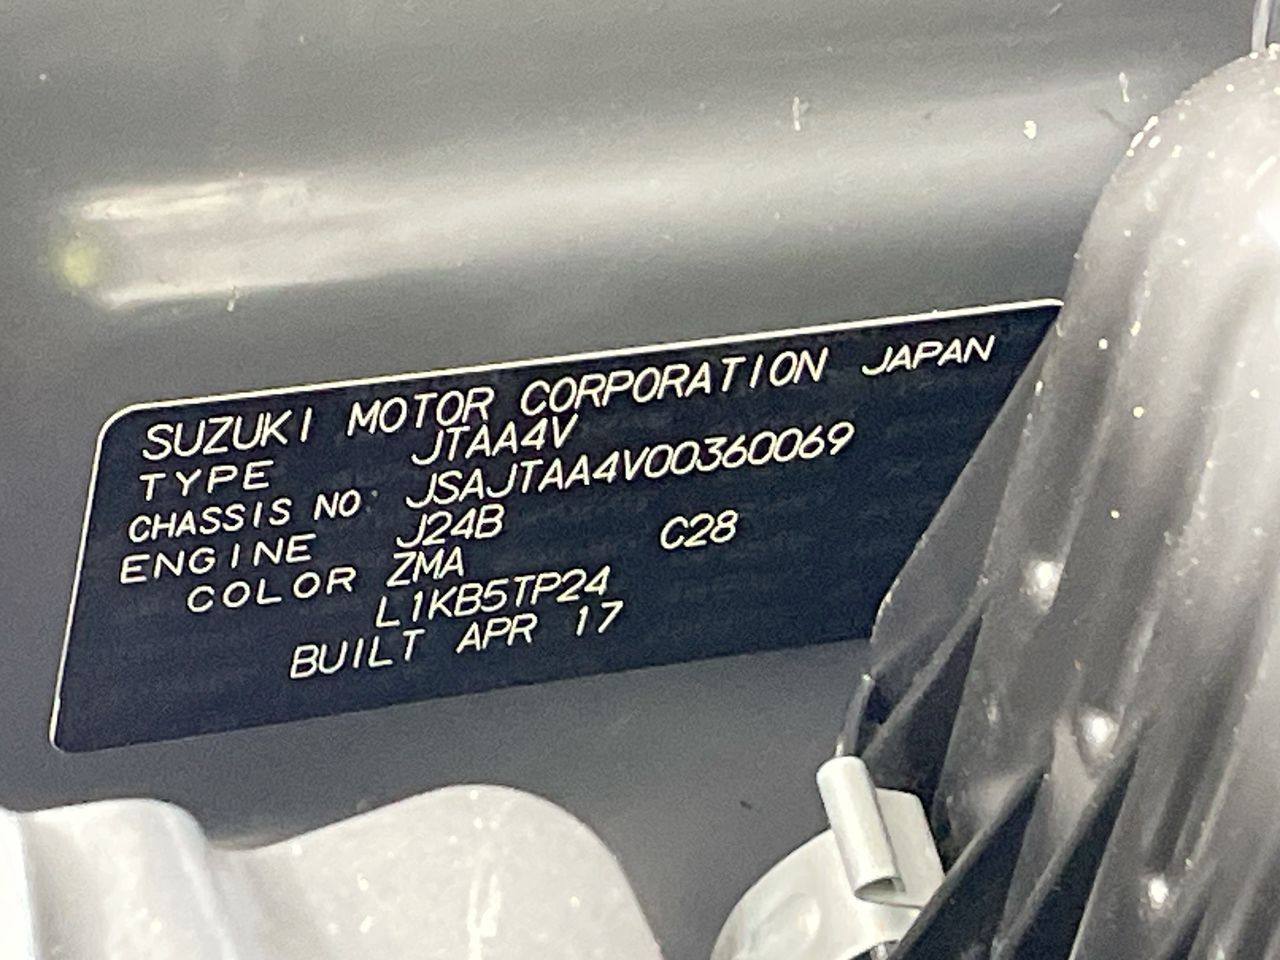 SUZUKI MOTOR CORPORATION JAPAN
TYPE JTAA4V
CHASSIS NO. JSAJTAA4V00360069
ENGINE J24B
COLOR ZMA C28
L1KB5TP24
BUILT APR 17